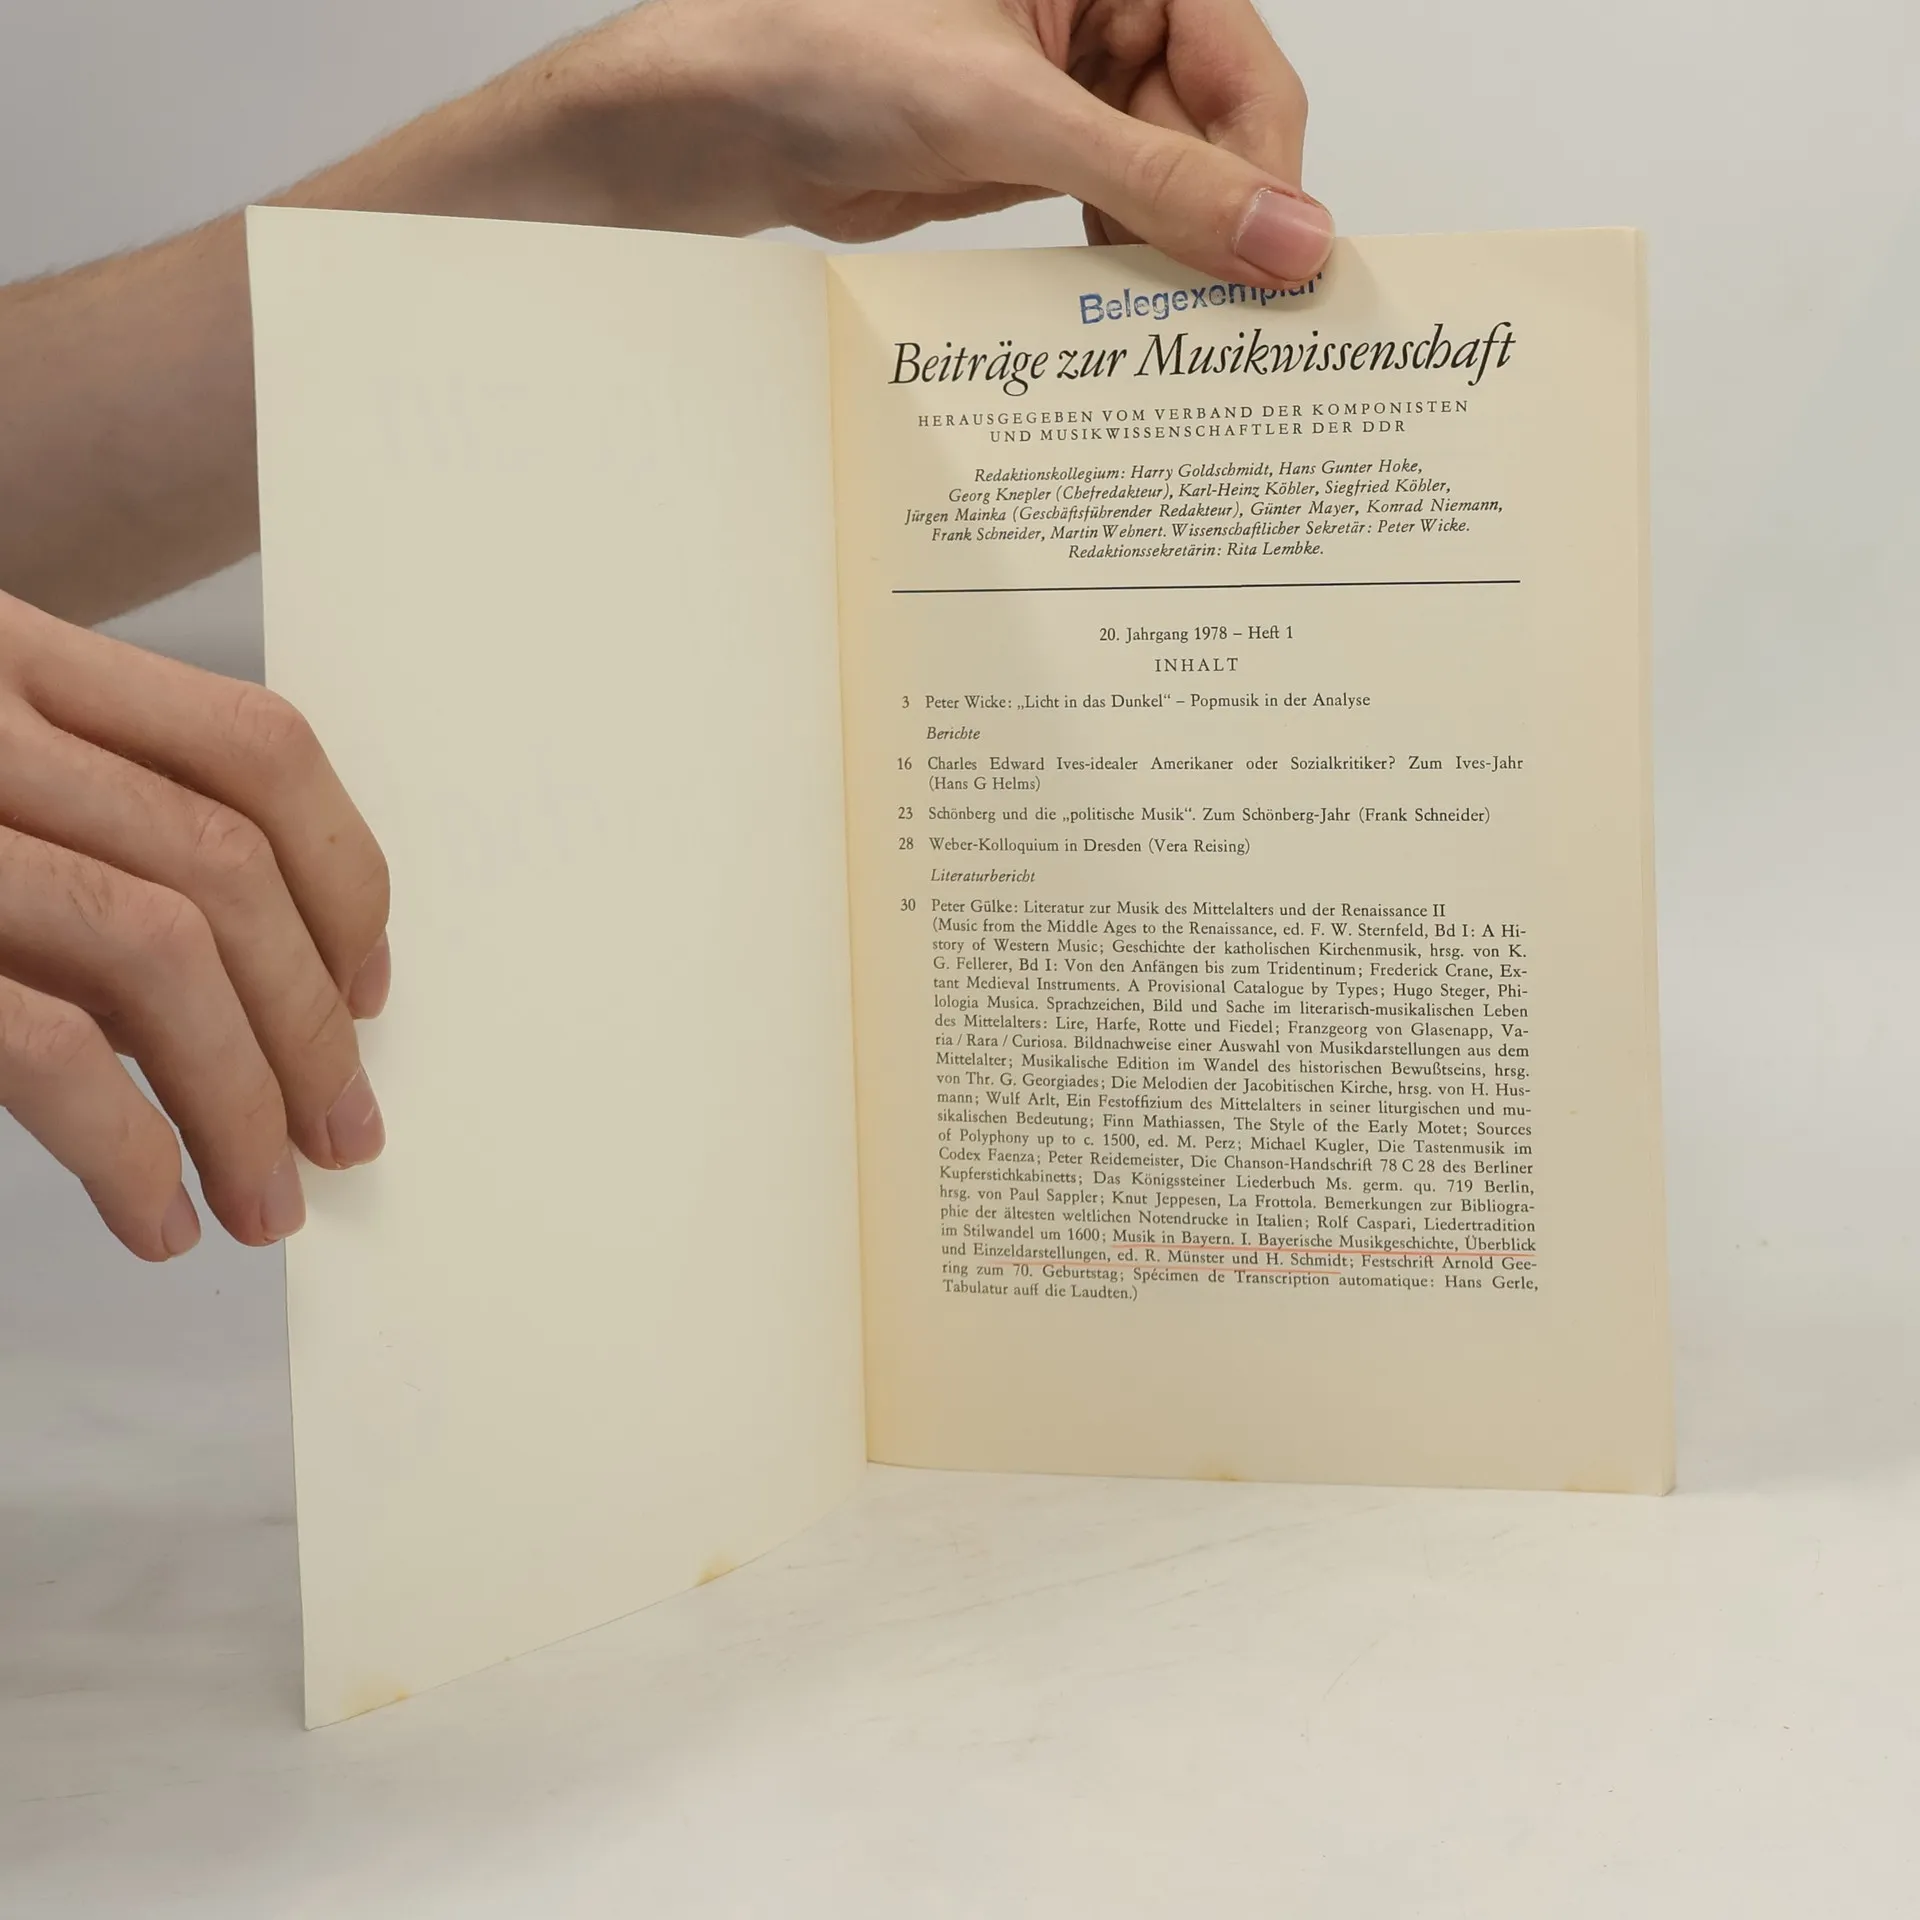 Belegexemplar
Beiträge zur Musikwissenschaft
HERAUSGEGEBEN VOM VERBAND DER KOMPONISTEN
UND MUSIKWISSENSCHAFTLER DER DDR
Redaktionskollegium: Harry Goldschmidt, Hans Gunter Hoke,
Georg Knepler (Chefredakteur), Karl-Heinz Köhler, Siegfried Köhler,
Jürgen Mainka (Geschäftsführender Redakteur), Günter Mayer, Konrad Niemann,
Frank Schneider, Martin Wehnert. Wissenschaftlicher Sekretär: Peter Wicke.
Redaktionssekretärin: Rita Lembke.
20. Jahrgang 1978 – Heft 1
INHALT
3 Peter Wicke: „Licht in das Dunkel“ – Popmusik in der Analyse
Berichte
16 Charles Edward Ives-idealer Amerikaner oder Sozialkritiker? Zum Ives-Jahr
(Hans G Helms)
23 Schönberg und die „politische Musik“. Zum Schönberg-Jahr (Frank Schneider)
28 Weber-Kolloquium in Dresden (Vera Reising)
Literaturbericht
30 Peter Gülke: Literatur zur Musik des Mittelalters und der Renaissance II
(Music from the Middle Ages to the Renaissance, ed. F. W. Sternfeld, Bd I: A Hi-
story of Western Music; Geschichte der katholischen Kirchenmusik, hrsg. von K.
G. Fellerer, Bd I: Von den Anfängen bis zum Tridentinum; Frederick Crane, Ex-
tant Medieval Instruments. A Provisional Catalogue by Types; Hugo Steger, Phi-
lologia Musica. Sprachzeichen, Bild und Sache im literarisch-musikalischen Leben
des Mittelalters: Lire, Harfe, Rotte und Fiedel; Franzgeorg von Glasenapp, Va-
ria / Rara / Curiosa. Bildnachweise einer Auswahl von Musikdarstellungen aus dem
Mittelalter; Musikalische Edition im Wandel des historischen Bewußtseins, hrsg.
von Thr. G. Georgiades; Die Melodien der Jacobitischen Kirche, hrsg. von H. Hus-
mann; Wulf Arlt, Ein Festoffizium des Mittelalters in seiner liturgischen und mu-
sikalischen Bedeutung; Finn Mathiassen, The Style of the Early Motet; Sources
of Polyphony up to c. 1500, ed. M. Perz; Michael Kugler, Die Tastenmusik im
Codex Faenza; Peter Reidemeister, Die Chanson-Handschrift 78 C 28 des Berliner
Kupferstichkabinetts; Das Königssteiner Liederbuch Ms. germ. qu. 719 Berlin,
hrsg. von Paul Sappler; Knut Jeppesen, La Frottola. Bemerkungen zur Bibliogra-
phie der ältesten weltlichen Notendrucke in Italien; Rolf Caspari, Liedertradition
im Stilwandel um 1600; Musik in Bayern. I. Bayerische Musikgeschichte, Überblick
und Einzeldarstellungen, ed. R. Münster und H. Schmidt; Festschrift Arnold Gee-
ring zum 70. Geburtstag; Spécimen de Transcription automatique: Hans Gerle,
Tabulatur auff die Laudten.)